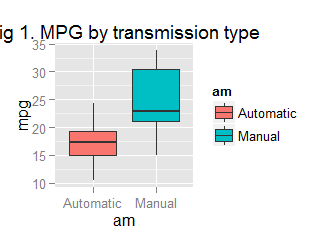 ig 1. MPG by transmission type
35
30
25
20
15
10
mpg
Automatic Manual
am
am
Automatic
Manual